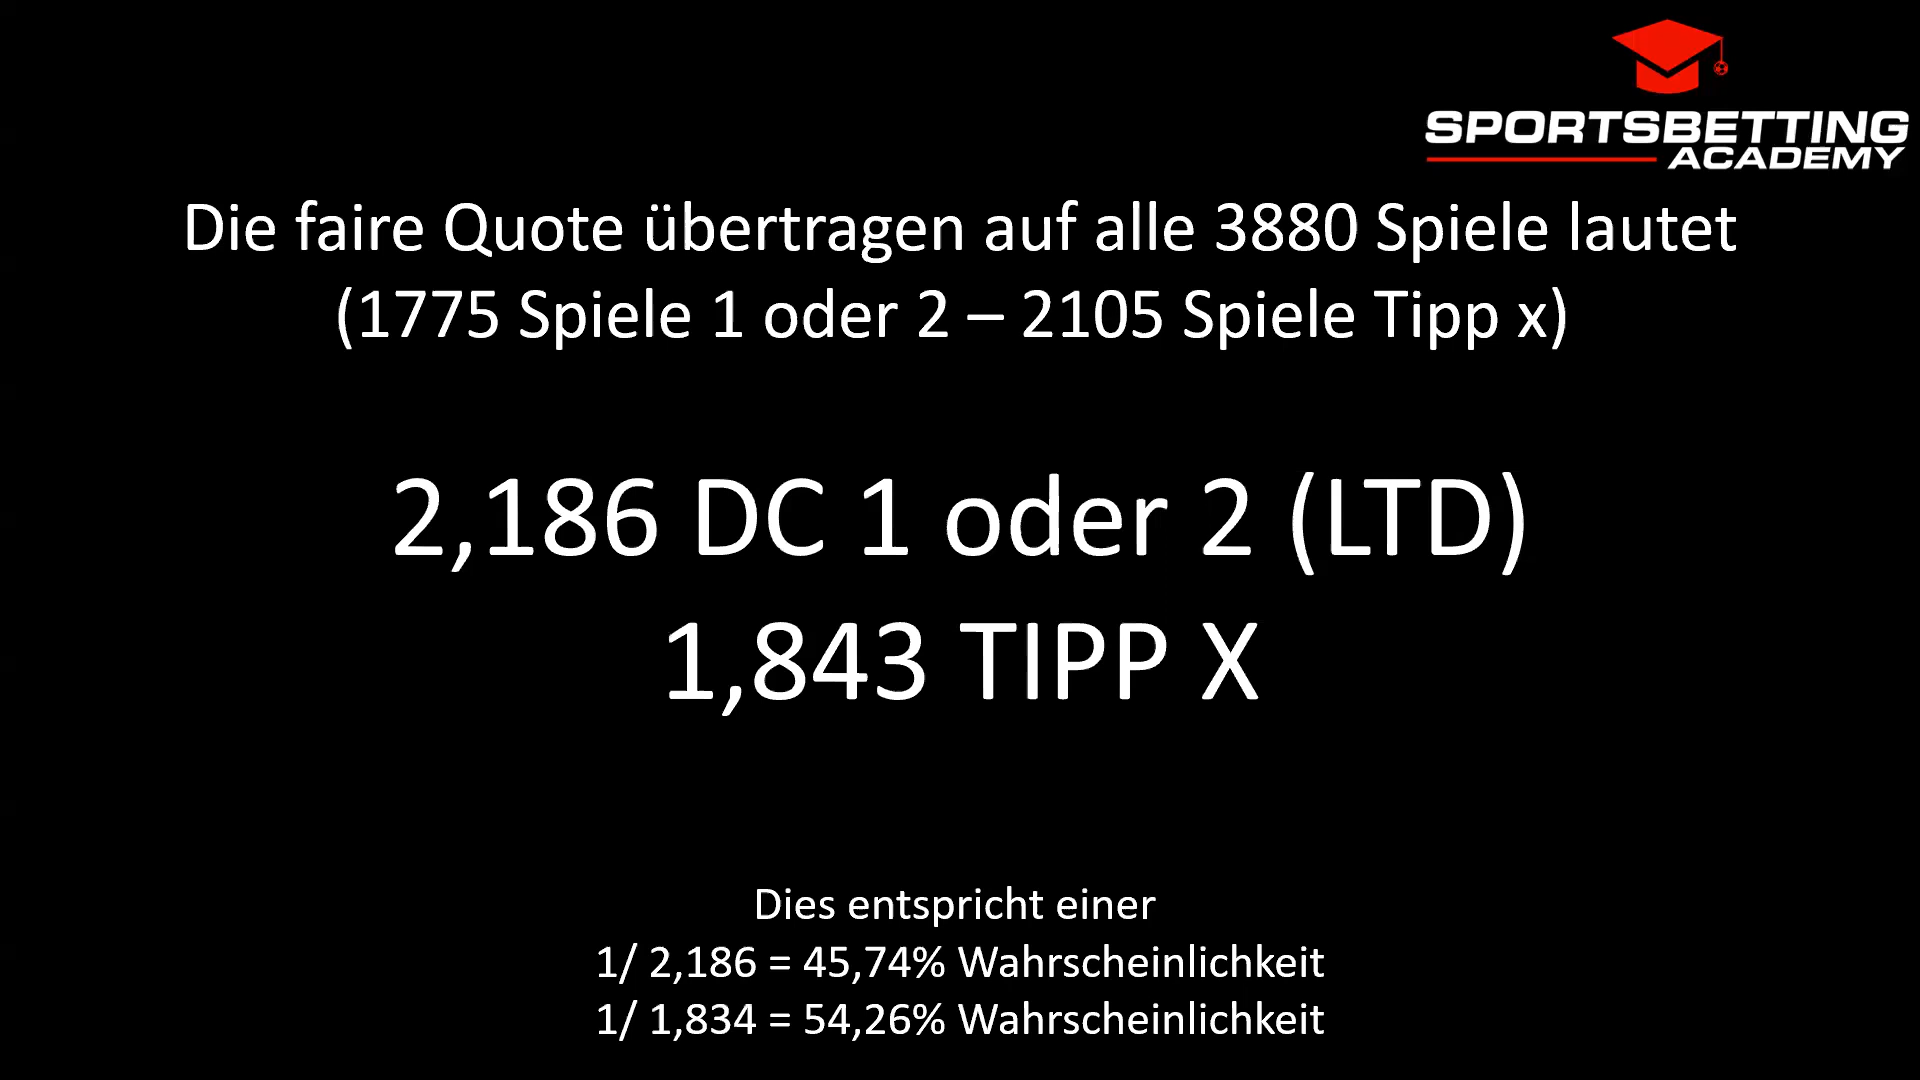 SPORTSBETTING
ACADEMY
Die faire Quote übertragen auf alle 3880 Spiele lautet
(1775 Spiele 1 oder 2 – 2105 Spiele Tipp x)
2,186 DC 1 oder 2 (LTD)
1,843 TIPP X
Dies entspricht einer
1/ 2,186 = 45,74% Wahrscheinlichkeit
1/ 1,834 = 54,26% Wahrscheinlichkeit